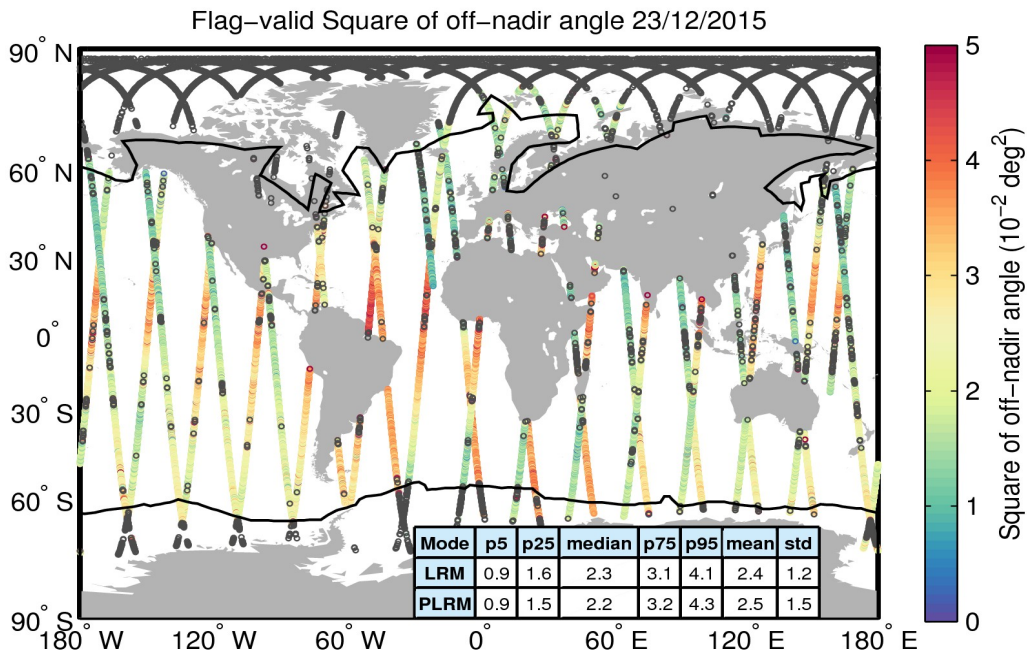 Flag−valid Square of off−nadir angle 23/12/2015
90° N
60° N
30° N
0°
30° S
60° S
90° S
180° W
120° W
60° W
0°
60° E
120° E
180° E
Mode p5 p25 median p75 p95 mean std
LRM 0.9 1.6 2.3 3.1 4.1 2.4 1.2
PLRM 0.9 1.5 2.2 3.2 4.3 2.5 1.5
5
4
3
2
1
0
Square of off−nadir angle (10⁻² deg²)